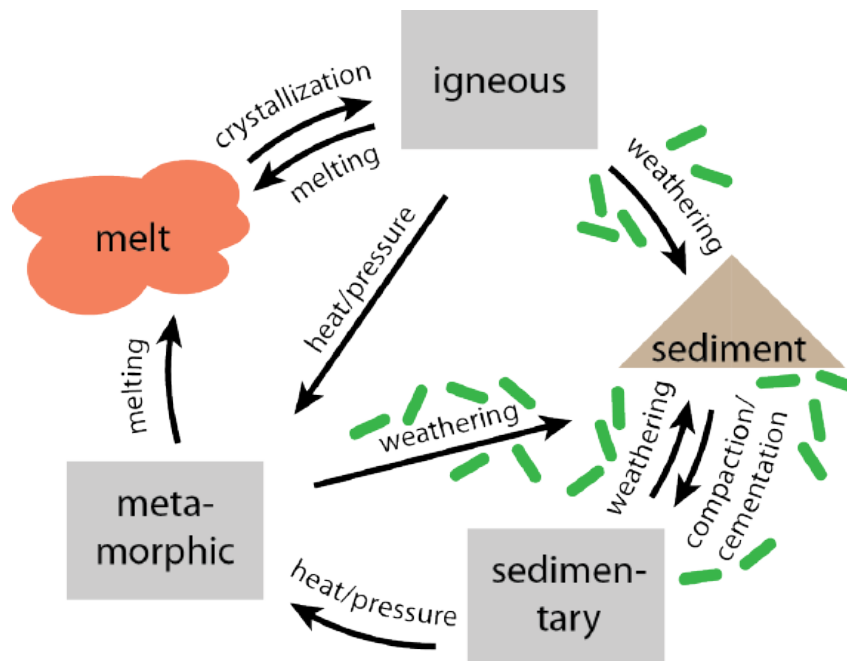 igneous
crystallization
melting
weathering
melt
heat/pressure
sediment
melting
weathering
weathering
compaction/
cementation
meta-
morphic
heat/pressure
sedimen-
tary